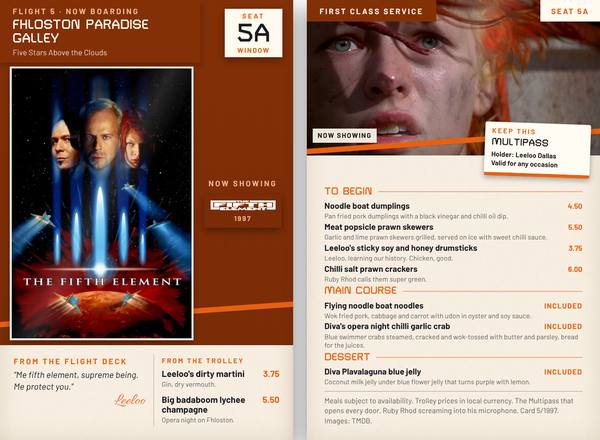 FLIGHT 5 · NOW BOARDING
FHLOSTON PARADISE
GALLEY
Five Stars Above the Clouds
SEAT
5A
WINDOW
THE FIFTH ELEMENT
NOW SHOWING
THE FIFTH
ELEMENT
1997
FROM THE FLIGHT DECK
"Me fifth element, supreme being.
Me protect you."
Leeloo
FROM THE TROLLEY
Leeloo's dirty martini 3.75
Gin, dry vermouth.
Big badaboom lychee
champagne 5.50
Opera night on Fhloston.
FIRST CLASS SERVICE
SEAT 5A
NOW SHOWING
KEEP THIS
MULTIPASS
Holder: Leeloo Dallas
Valid for any occasion
TO BEGIN
Noodle boat dumplings 4.50
Pan fried pork dumplings with a black vinegar and chilli oil dip.
Meat popsicle prawn skewers 5.50
Garlic and lime prawn skewers grilled, served on ice with sweet chilli sauce.
Leeloo's sticky soy and honey drumsticks 3.75
Leeloo, learning our history. Chicken, good.
Chilli salt prawn crackers 6.00
Ruby Rhod calls them super green.
MAIN COURSE
Flying noodle boat noodles INCLUDED
Wok fried pork, cabbage and carrot with udon in oyster and soy sauce.
Diva's opera night chilli garlic crab INCLUDED
Blue swimmer crabs steamed, cracked and wok-tossed with butter and parsley, bread
for the juices.
DESSERT
Diva Plavalaguna blue jelly INCLUDED
Coconut milk jelly under blue flower jelly that turns purple with lemon.
Meals subject to availability. Trolley prices in local currency. The Multipass that
opens every door. Ruby Rhod screaming into his microphone. Card 5/1997.
Images: TMDB.